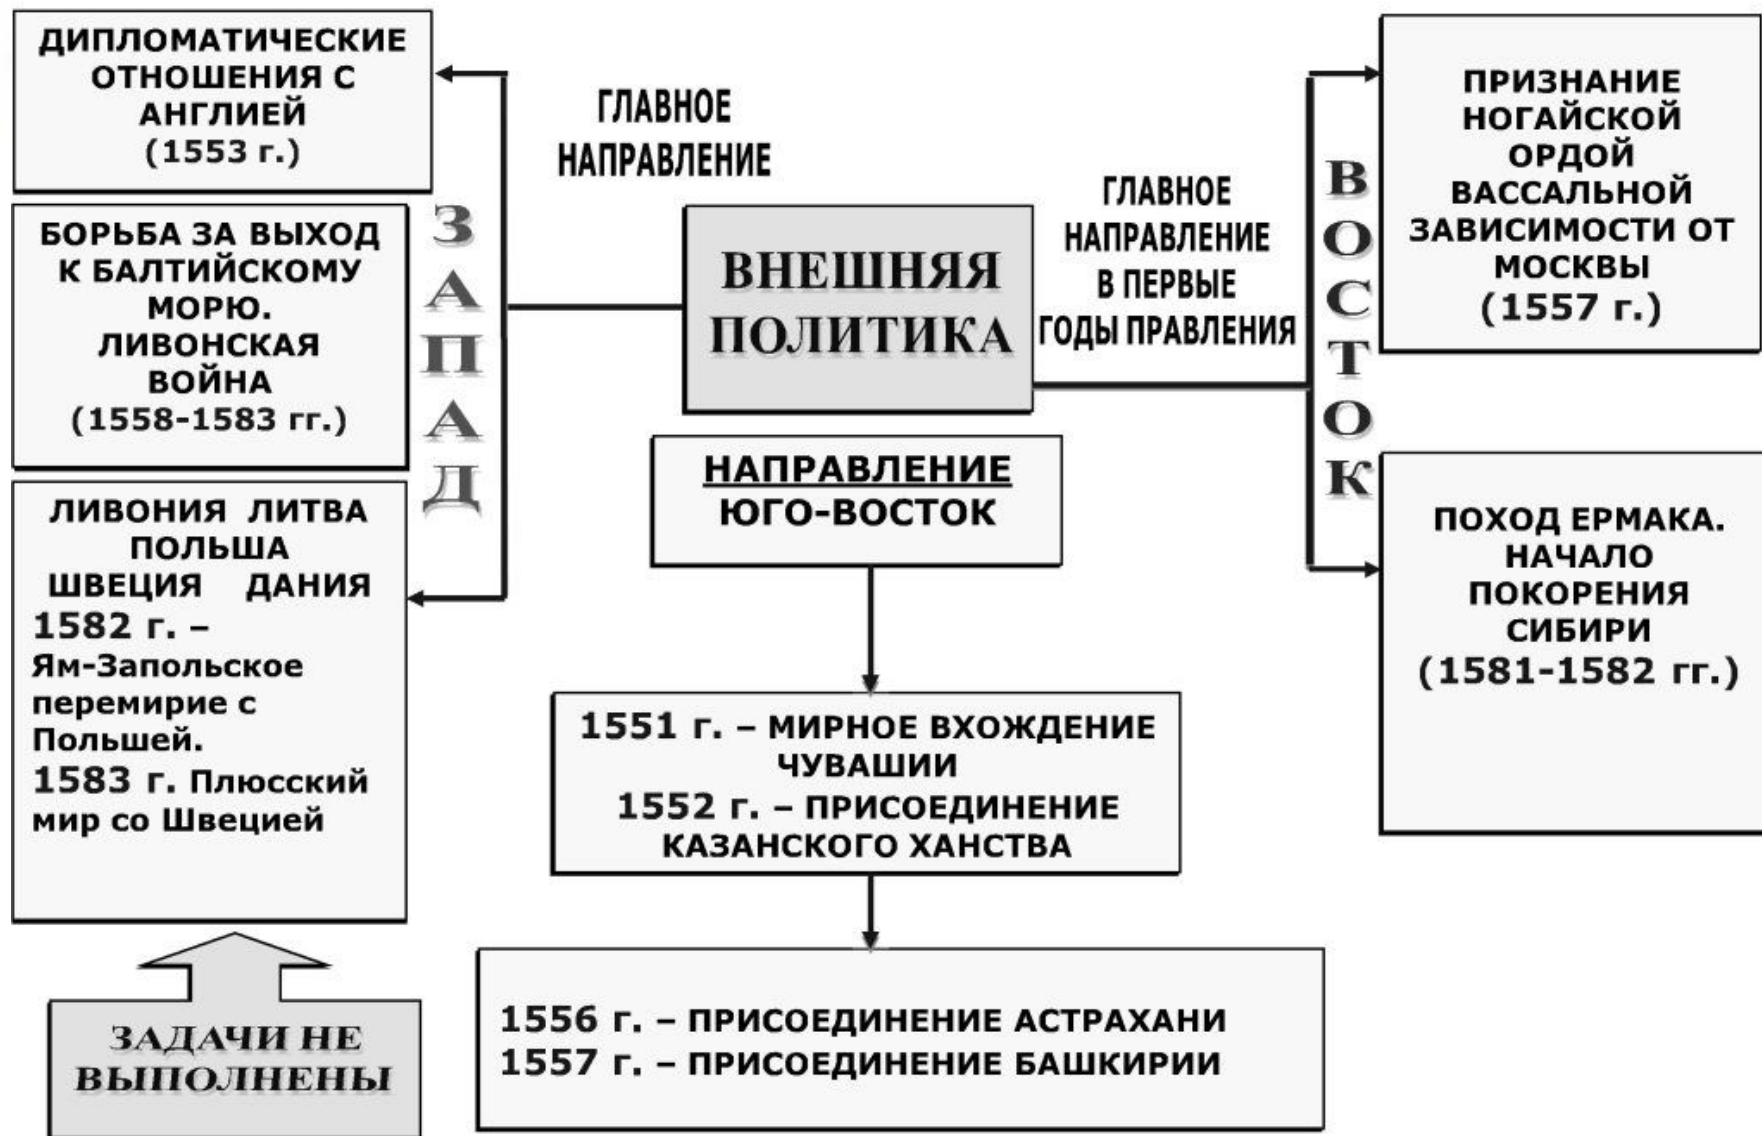 ДИПЛОМАТИЧЕСКИЕ
ОТНОШЕНИЯ С
АНГЛИЕЙ
(1553 г.)
БОРЬБА ЗА ВЫХОД
К БАЛТИЙСКОМУ
МОРЮ.
ЛИВОНСКАЯ
ВОЙНА
(1558-1583 гг.)
ЛИВОНИЯ ЛИТВА
ПОЛЬША
ШВЕЦИЯ ДАНИЯ
1582 г. –
Ям-Запольское
перемирие с
Польшей.
1583 г. Плюсский
мир со Швецией
ЗАДАЧИ НЕ
ВЫПОЛНЕНЫ
ЗАПАД
ГЛАВНОЕ
НАПРАВЛЕНИЕ
ВНЕШНЯЯ
ПОЛИТИКА
НАПРАВЛЕНИЕ
ЮГО-ВОСТОК
1551 г. – МИРНОЕ ВХОЖДЕНИЕ
ЧУВАШИИ
1552 г. – ПРИСОЕДИНЕНИЕ
КАЗАНСКОГО ХАНСТВА
1556 г. – ПРИСОЕДИНЕНИЕ АСТРАХАНИ
1557 г. – ПРИСОЕДИНЕНИЕ БАШКИРИИ
ГЛАВНОЕ
НАПРАВЛЕНИЕ
В ПЕРВЫЕ
ГОДЫ ПРАВЛЕНИЯ
ВОСТОК
ПРИЗНАНИЕ
НОГАЙСКОЙ
ОРДОЙ
ВАССАЛЬНОЙ
ЗАВИСИМОСТИ ОТ
МОСКВЫ
(1557 г.)
ПОХОД ЕРМАКА.
НАЧАЛО
ПОКОРЕНИЯ
СИБИРИ
(1581-1582 гг.)